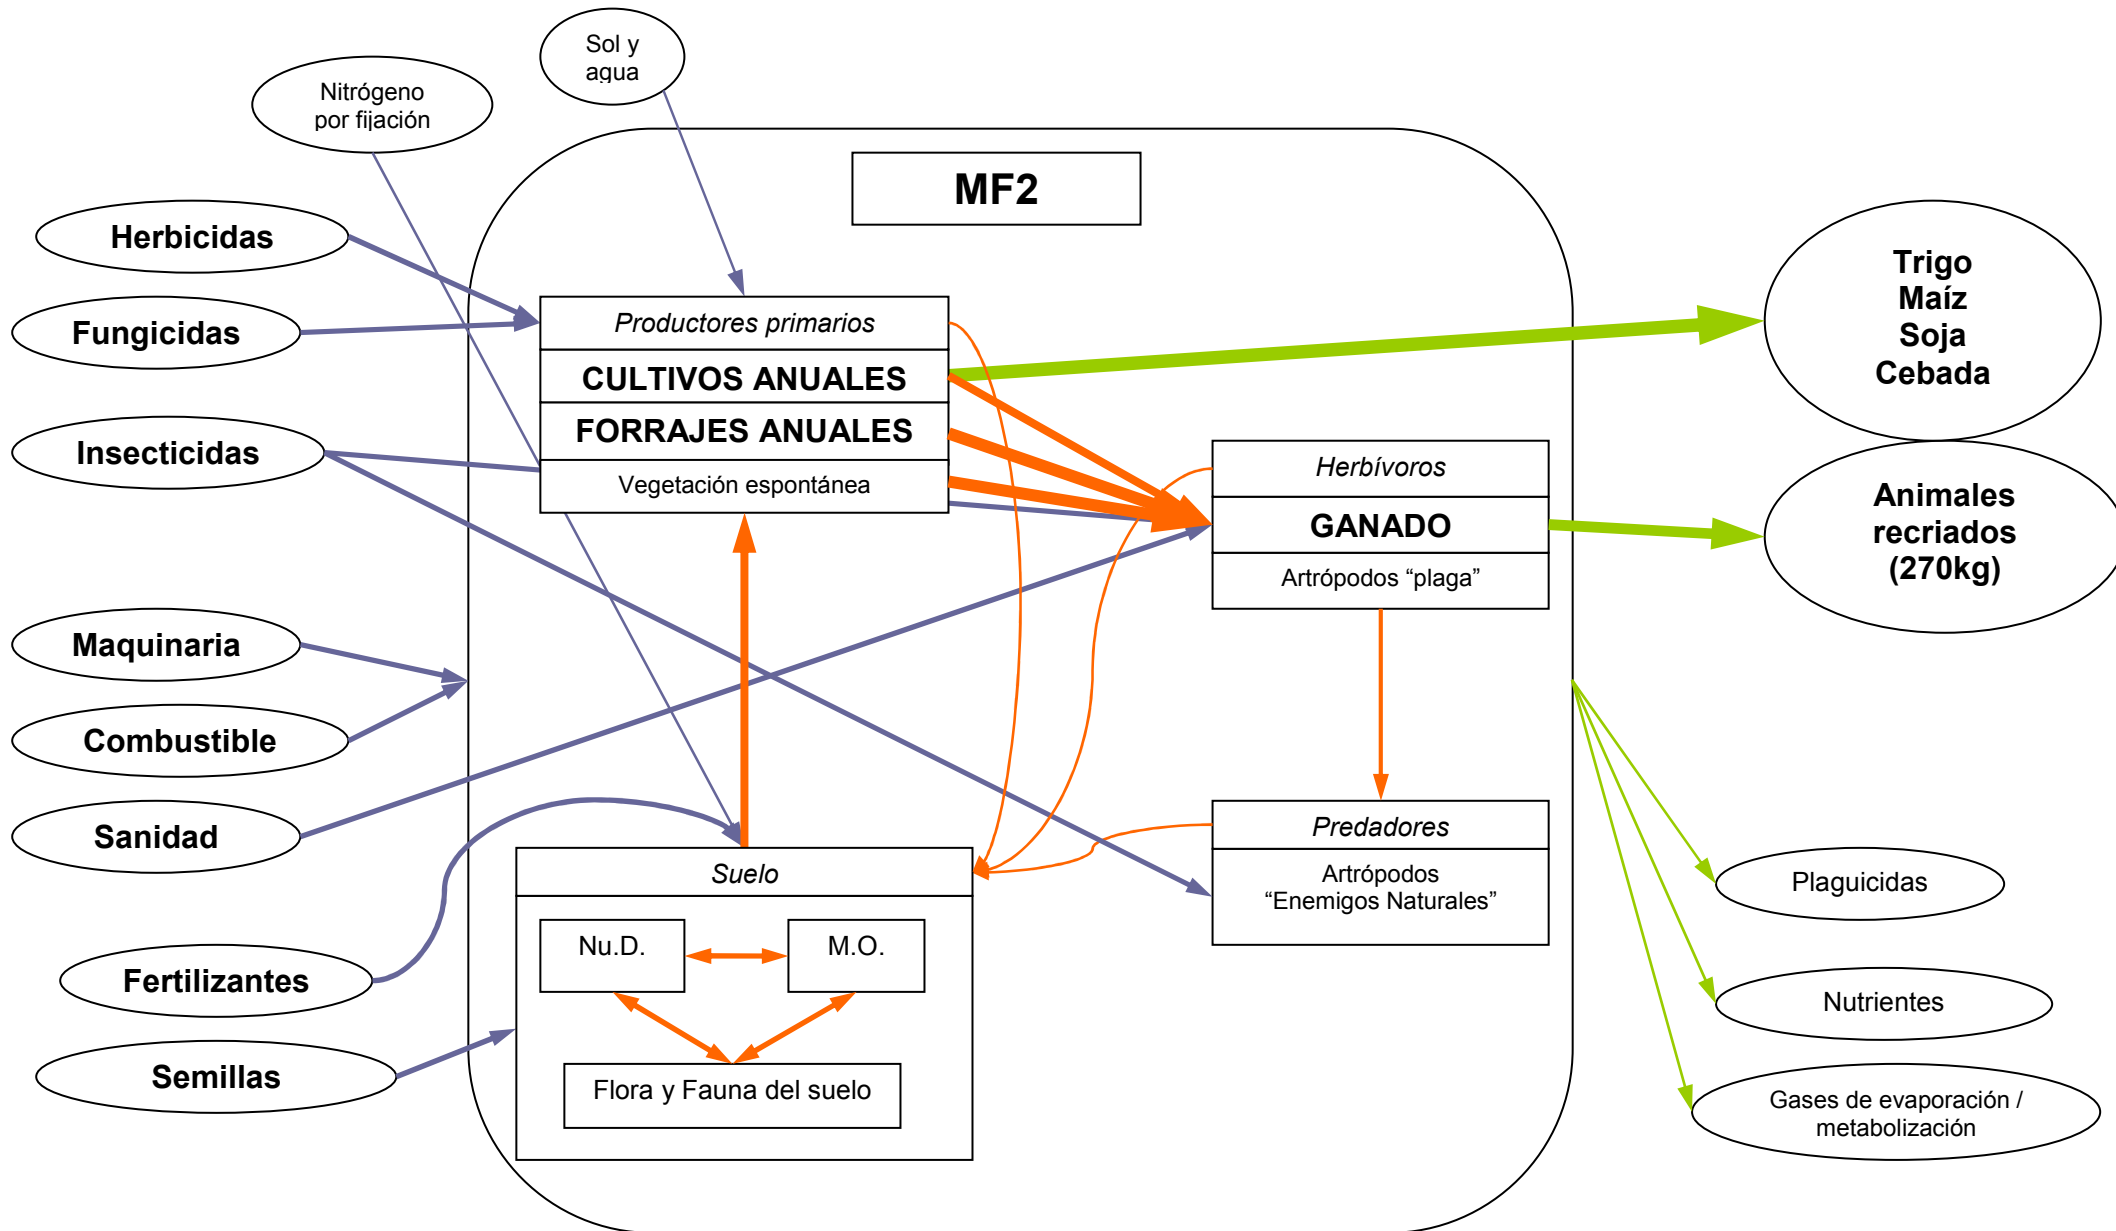 Sol y
agua
Nitrógeno
por fijación
MF2
Herbicidas
Fungicidas
Insecticidas
Maquinaria
Combustible
Sanidad
Fertilizantes
Semillas
Productores primarios
CULTIVOS ANUALES
FORRAJES ANUALES
Vegetación espontánea
Herbívoros
GANADO
Artrópodos “plaga”
Predadores
Artrópodos
“Enemigos Naturales”
Suelo
Nu.D.
M.O.
Flora y Fauna del suelo
Trigo
Maíz
Soja
Cebada
Animales
recriados
(270kg)
Plaguicidas
Nutrientes
Gases de evaporación /
metabolización